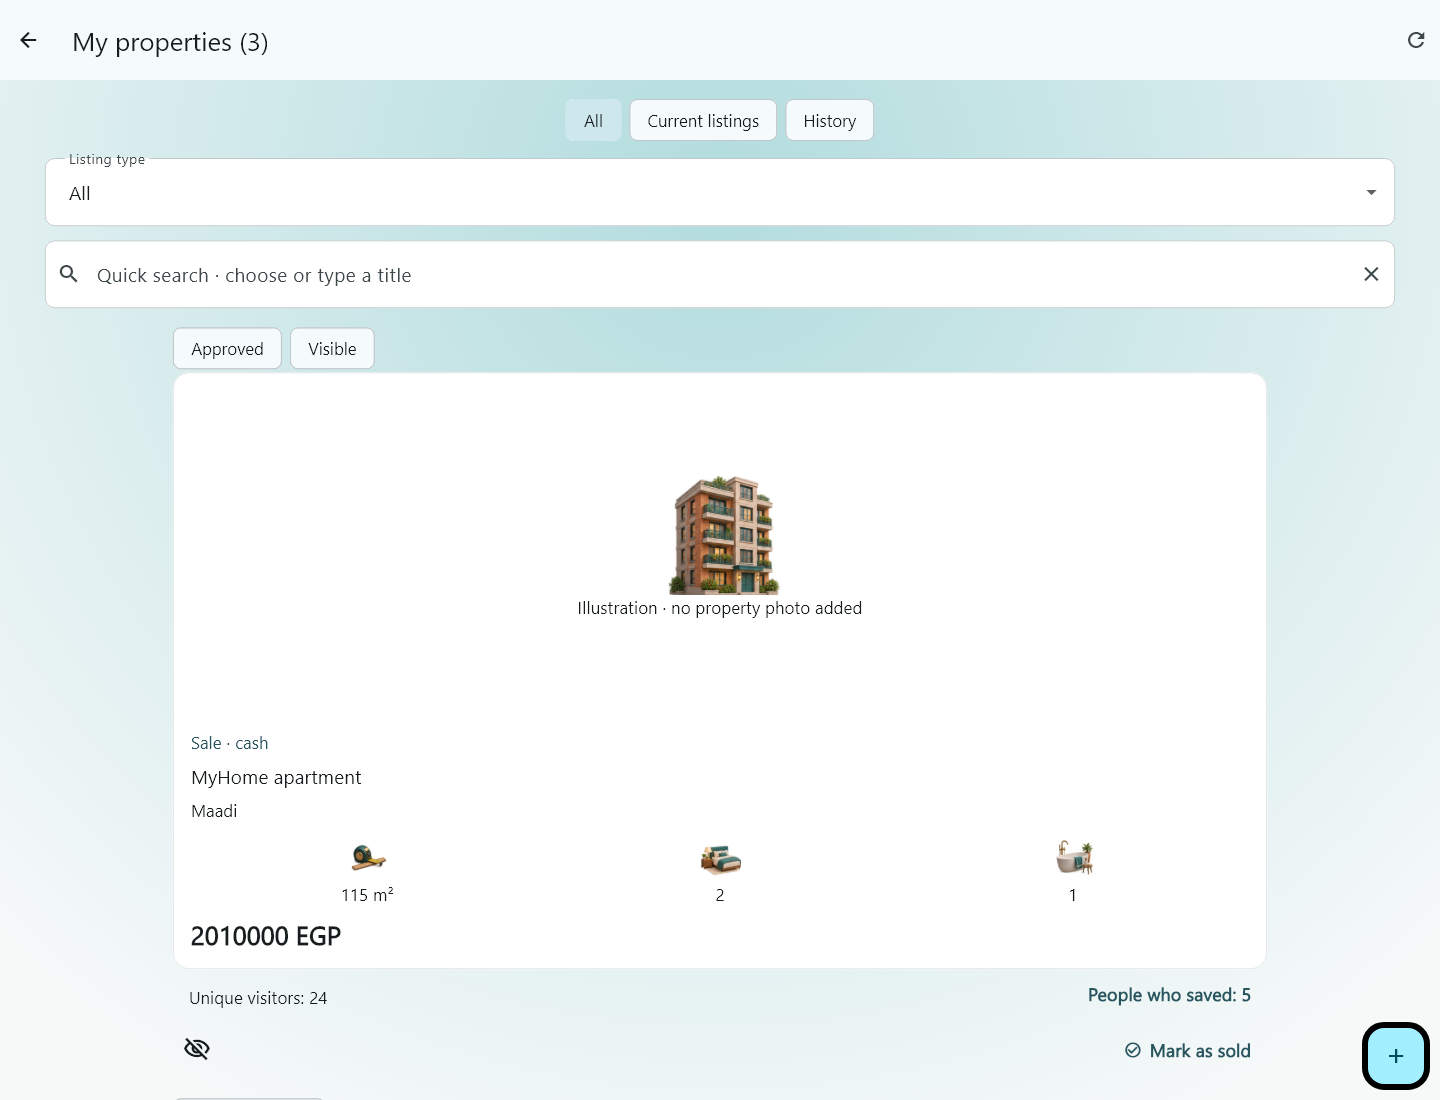 My properties (3)
All
Current listings
History
Listing type
All
Quick search · choose or type a title
Approved
Visible
Illustration · no property photo added
Sale · cash
MyHome apartment
Maadi
115 m²
2
1
2010000 EGP
Unique visitors: 24
People who saved: 5
Mark as sold